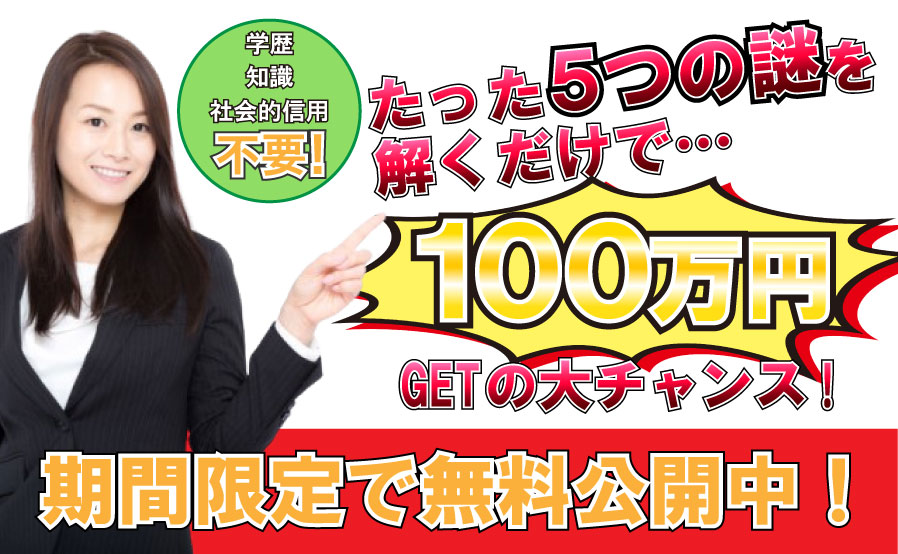 学歴
知識
社会的信用
不要!
たった5つの謎を
解くだけで…
100万円
GETの大チャンス!
期間限定で無料公開中!